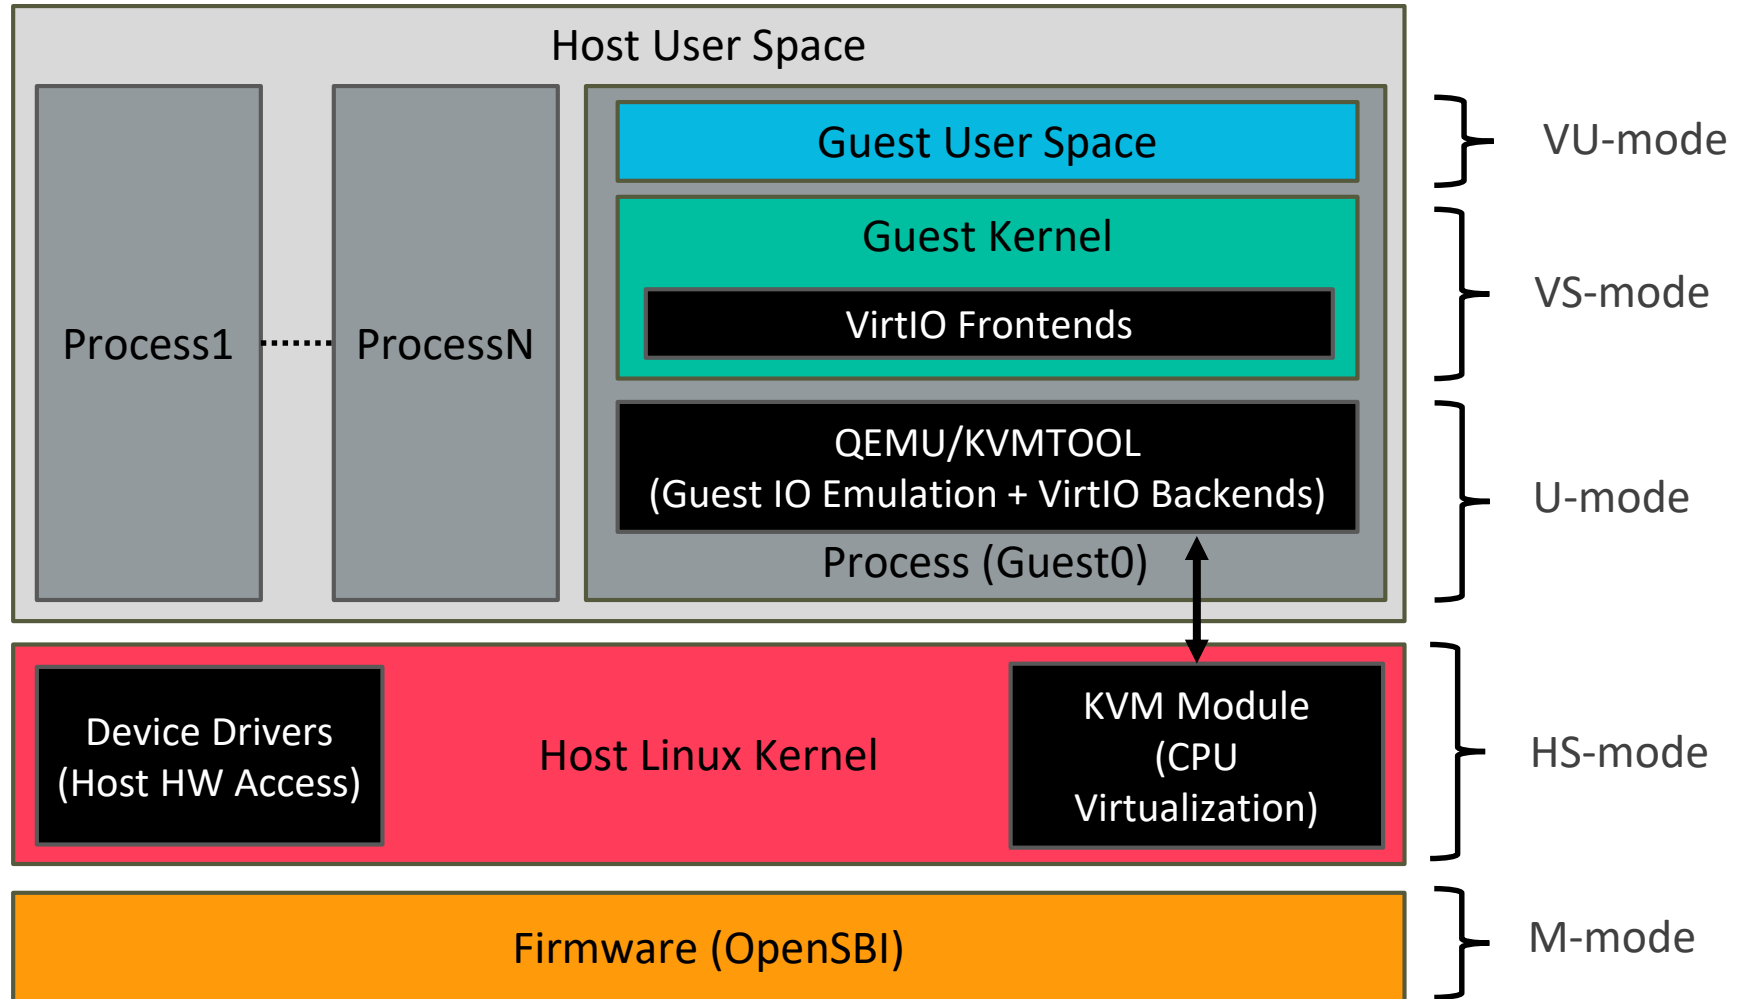 Host User Space
Process1
ProcessN
Guest User Space
Guest Kernel
VirtIO Frontends
QEMU/KVMTOOL
(Guest IO Emulation + VirtIO Backends)
Process (Guest0)
VU-mode
VS-mode
U-mode
Device Drivers
(Host HW Access)
Host Linux Kernel
KVM Module
(CPU
Virtualization)
HS-mode
Firmware (OpenSBI)
M-mode